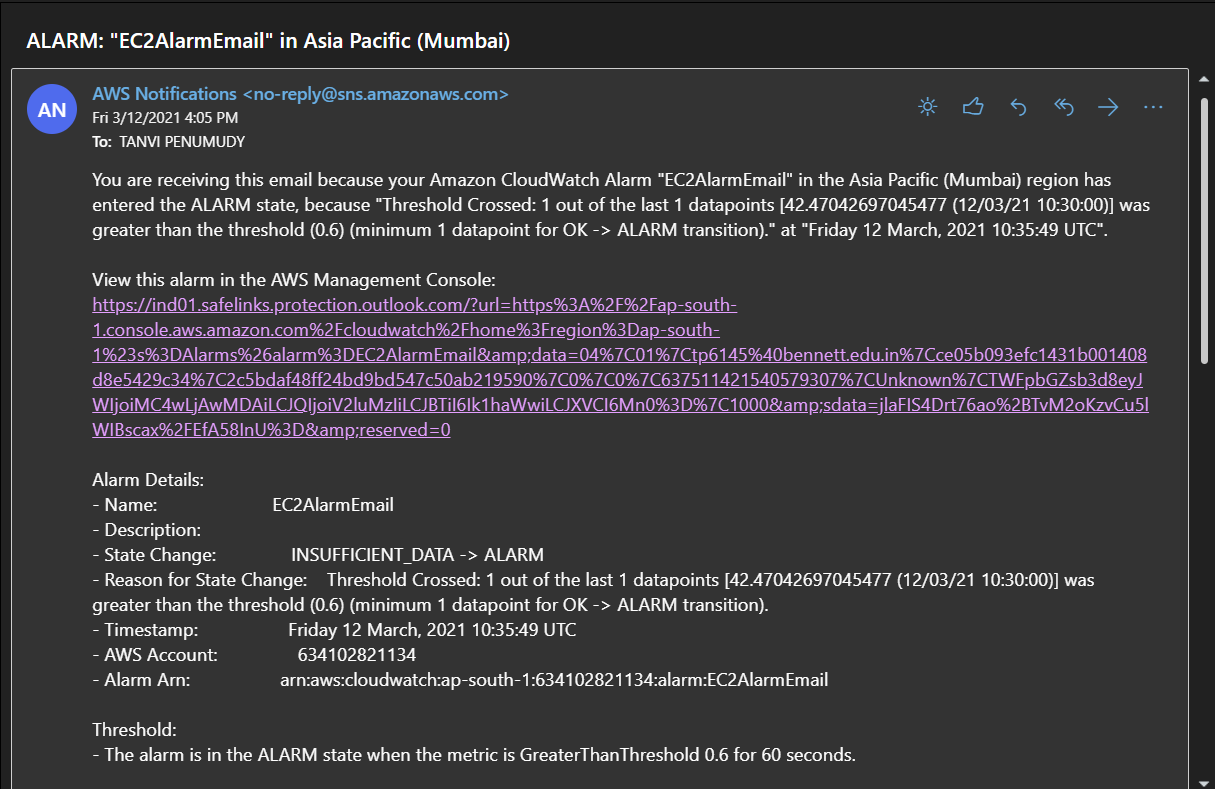 ALARM: "EC2AlarmEmail" in Asia Pacific (Mumbai)
AN
AWS Notifications <no-reply@sns.amazonaws.com>
Fri 3/12/2021 4:05 PM
To: TANVI PENUMUDY
You are receiving this email because your Amazon CloudWatch Alarm "EC2AlarmEmail" in the Asia Pacific (Mumbai) region has
entered the ALARM state, because "Threshold Crossed: 1 out of the last 1 datapoints [42.47042697045477 (12/03/21 10:30:00)] was
greater than the threshold (0.6) (minimum 1 datapoint for OK -> ALARM transition)." at "Friday 12 March, 2021 10:35:49 UTC".
View this alarm in the AWS Management Console:
https://ind01.safelinks.protection.outlook.com/?url=https%3A%2F%2Fap-south-
1.console.aws.amazon.com%2Fcloudwatch%2Fhome%3Fregion%3Dap-south-
1%23s%3DAlarms%26alarm%3DEC2AlarmEmail&amp;data=04%7C01%7Ctp6145%40bennett.edu.in%7Cce05b093efc1431b001408
d8e5429c34%7C2c5bdaf48ff24bd9bd547c50ab219590%7C0%7C0%7C637511421540579307%7CUnknown%7CTWFpbGZsb3d8eyJ
WIjoiMC4wLjAwMDAiLCJQIjoiV2luMzIiLCJBTiI6Ik1haWwiLCJXVCI6Mn0%3D%7C1000&amp;sdata=jlaFIS4Drt76ao%2BTvM2oKzvCu5l
WIBscax%2FEfA58InU%3D&amp;reserved=0
Alarm Details:
- Name: EC2AlarmEmail
- Description:
- State Change: INSUFFICIENT_DATA -> ALARM
- Reason for State Change: Threshold Crossed: 1 out of the last 1 datapoints [42.47042697045477 (12/03/21 10:30:00)] was
greater than the threshold (0.6) (minimum 1 datapoint for OK -> ALARM transition).
- Timestamp: Friday 12 March, 2021 10:35:49 UTC
- AWS Account: 634102821134
- Alarm Arn: arn:aws:cloudwatch:ap-south-1:634102821134:alarm:EC2AlarmEmail
Threshold:
- The alarm is in the ALARM state when the metric is GreaterThanThreshold 0.6 for 60 seconds.